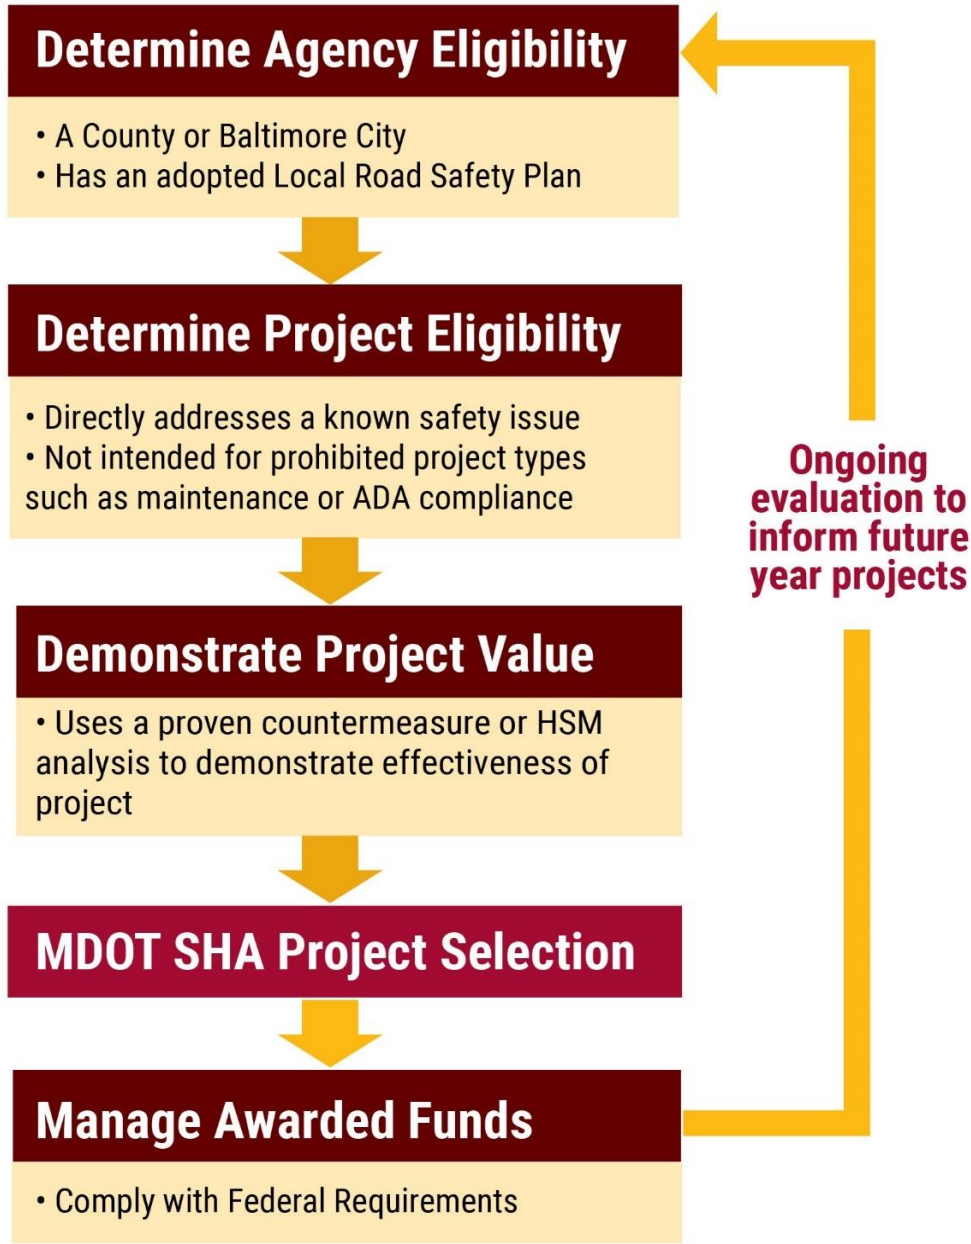 Determine Agency Eligibility
• A County or Baltimore City
• Has an adopted Local Road Safety Plan
Determine Project Eligibility
• Directly addresses a known safety issue
• Not intended for prohibited project types
such as maintenance or ADA compliance
Demonstrate Project Value
• Uses a proven countermeasure or HSM
analysis to demonstrate effectiveness of
project
MDOT SHA Project Selection
Manage Awarded Funds
• Comply with Federal Requirements
Ongoing
evaluation to
inform future
year projects